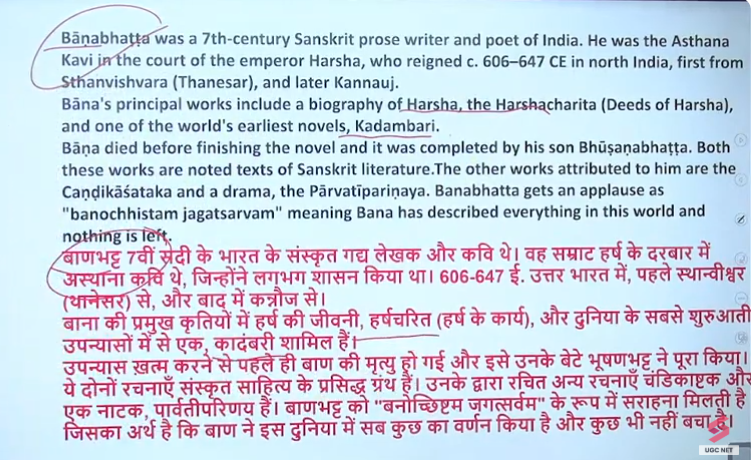 Bāṇabhaṭṭa was a 7th-century Sanskrit prose writer and poet of India. He was the Asthana
Kavi in the court of the emperor Harsha, who reigned c. 606–647 CE in north India, first from
Sthanvishvara (Thanesar), and later Kannauj.
Bāna's principal works include a biography of Harsha, the Harshacharita (Deeds of Harsha),
and one of the world's earliest novels, Kadambari.
Bāṇa died before finishing the novel and it was completed by his son Bhūṣaṇabhaṭṭa. Both
these works are noted texts of Sanskrit literature.The other works attributed to him are the
Caṇḍikāśataka and a drama, the Pārvatīpariṇaya. Banabhatta gets an applause as
"banochhistam jagatsarvam" meaning Bana has described everything in this world and
nothing is left.
बाणभट्ट 7वीं सदी के भारत के संस्कृत गद्य लेखक और कवि थे। वह सम्राट हर्ष के दरबार में
अस्थाना कवि थे, जिन्होंने लगभग शासन किया था। 606-647 ई. उत्तर भारत में, पहले स्थान्वीश्वर
(थानेसर) से, और बाद में कन्नौज से।
बाना की प्रमुख कृतियों में हर्ष की जीवनी, हर्षचरित (हर्ष के कार्य), और दुनिया के सबसे शुरुआती
उपन्यासों में से एक, कादंबरी शामिल हैं।
उपन्यास ख़त्म करने से पहले ही बाण की मृत्यु हो गई और इसे उनके बेटे भूषणभट्ट ने पूरा किया।
ये दोनों रचनाएँ संस्कृत साहित्य के प्रसिद्ध ग्रंथ हैं। उनके द्वारा रचित अन्य रचनाएँ चंडिकाष्टक और
एक नाटक, पार्वतीपरिणय हैं। बाणभट्ट को "बनोच्छिष्टम जगत्सर्वम" के रूप में सराहना मिलती है
जिसका अर्थ है कि बाण ने इस दुनिया में सब कुछ का वर्णन किया है और कुछ भी नहीं बचा है।
UGC NET